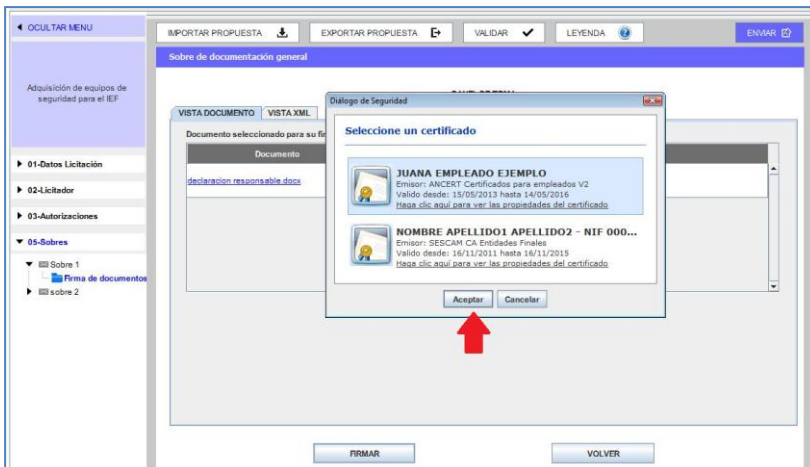 OCULTAR MENU
IMPORTAR PROPUESTA
EXPORTAR PROPUESTA
VALIDAR
LEYENDA
ENVIAR
Adquisición de equipos de
seguridad para el IEF
01-Datos Licitación
02-Licitador
03-Autorizaciones
05-Sobres
Sobre 1
Firma de documentos
sobre 2
Sobre de documentación general
VISTA DOCUMENTO
VISTA XML
Documento seleccionado para su fir
Documento
declaracion responsable docx
Diálogo de Seguridad
Seleccione un certificado
JUANA EMPLEADO EJEMPLO
Emisor: ANCERT Certificados para empleados V2
Valido desde: 15/05/2013 hasta 14/05/2016
Haga clic aquí para ver las propiedades del certificado
NOMBRE APELLIDO1 APELLIDO2 - NIF 000...
Emisor: SESCAM CA Entidades Finales
Valido desde: 16/11/2011 hasta 16/11/2015
Haga clic aquí para ver las propiedades del certificado
Aceptar
Cancelar
FIRMAR
VOLVER